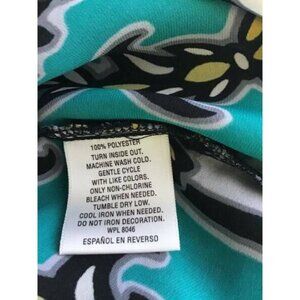 100% POLYESTER
TURN INSIDE OUT.
MACHINE WASH COLD.
GENTLE CYCLE
WITH LIKE COLORS.
ONLY NON-CHLORINE
BLEACH WHEN NEEDED.
TUMBLE DRY LOW.
COOL IRON WHEN NEEDED.
DO NOT IRON DECORATION.
WPL 8046
ESPAÑOL EN REVERSO